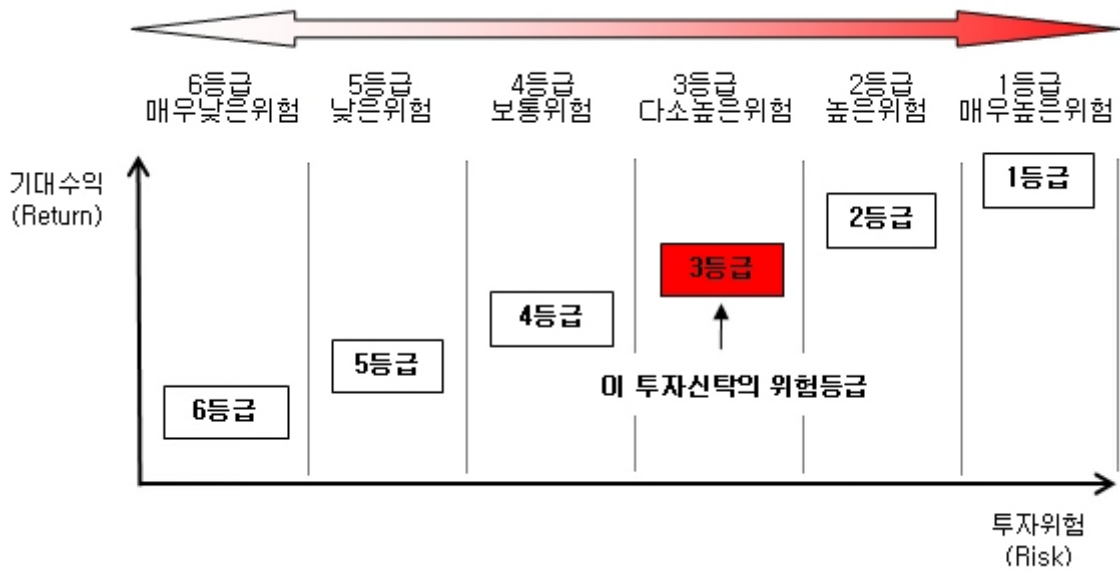 6등급 5등급 4등급 3등급 2등급 1등급
매우낮은위험 낮은위험 보통위험 다소높은위험 높은위험 매우높은위험
기대수익
(Return)
1등급
2등급
3등급
4등급
5등급
이 투자신탁의 위험등급
6등급
투자위험
(Risk)